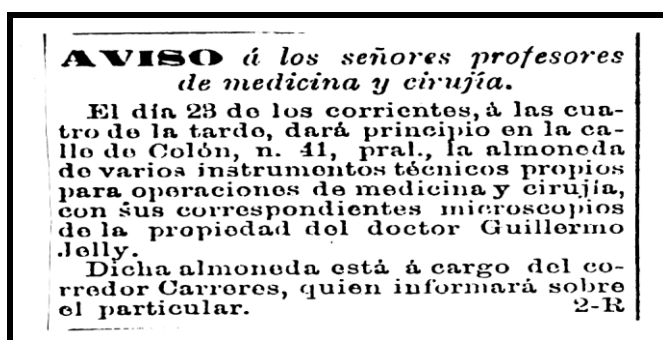 AVISO á los señores profesores
de medicina y cirujía.
El día 23 de los corrientes, á las cua-
tro de la tarde, dará principio en la ca-
lle de Colón, n. 41, pral., la almoneda
de varios instrumentos técnicos propios
para operaciones de medicina y cirujía,
con sus correspondientes microscopios
de la propiedad del doctor Guillermo
Jelly.
Dicha almoneda está á cargo del co-
rredor Carreres, quien informará sobre
el particular. 2-R